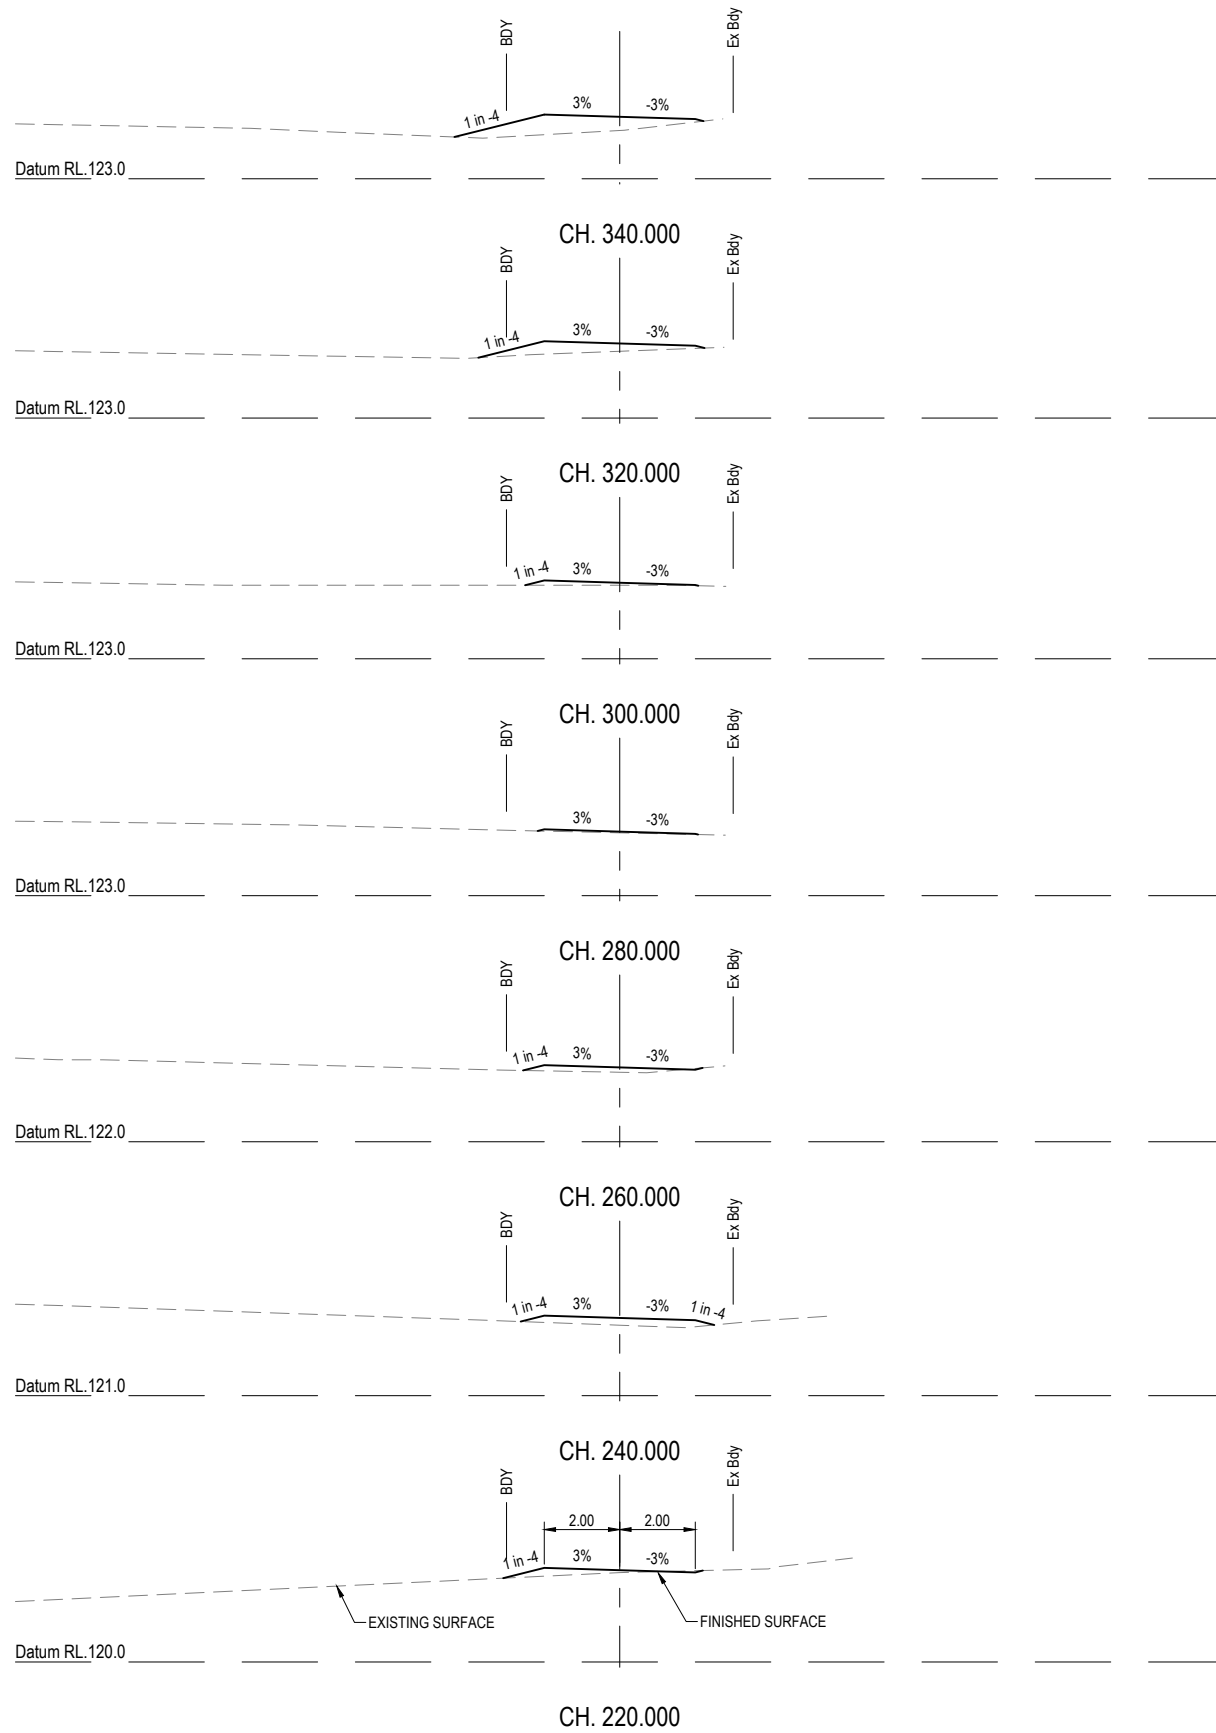 BDY
Ex Bdy
1 in -4
3%
-3%
Datum RL.123.0
CH. 340.000
BDY
Ex Bdy
1 in -4
3%
-3%
Datum RL.123.0
CH. 320.000
BDY
Ex Bdy
1 in -4
3%
-3%
Datum RL.123.0
CH. 300.000
BDY
Ex Bdy
3%
-3%
Datum RL.123.0
CH. 280.000
BDY
Ex Bdy
1 in -4
3%
-3%
Datum RL.122.0
CH. 260.000
BDY
Ex Bdy
1 in -4
3%
-3%
1 in -4
Datum RL.121.0
CH. 240.000
BDY
Ex Bdy
2.00
2.00
1 in -4
3%
-3%
EXISTING SURFACE
FINISHED SURFACE
Datum RL.120.0
CH. 220.000